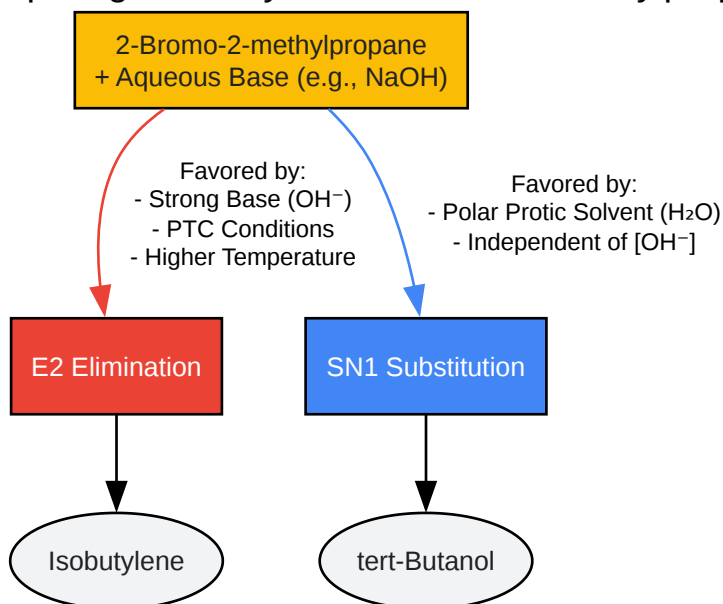 2-Bromo-2-methylpropane
+ Aqueous Base (e.g., NaOH)
Favored by:
- Strong Base (OH⁻)
- PTC Conditions
- Higher Temperature
Favored by:
- Polar Protic Solvent (H₂O)
- Independent of [OH⁻]
E2 Elimination
SN1 Substitution
Isobutylene
tert-Butanol